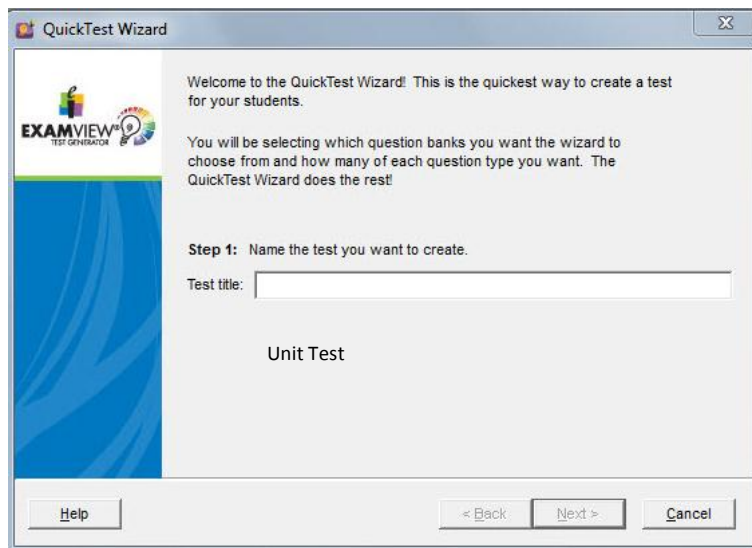 QuickTest Wizard
Welcome to the QuickTest Wizard! This is the quickest way to create a test
for your students.
EXAMVIEW®
TEST GENERATOR
You will be selecting which question banks you want the wizard to
choose from and how many of each question type you want. The
QuickTest Wizard does the rest!
Step 1: Name the test you want to create.
Test title:
Unit Test
Help
< Back
Next >
Cancel